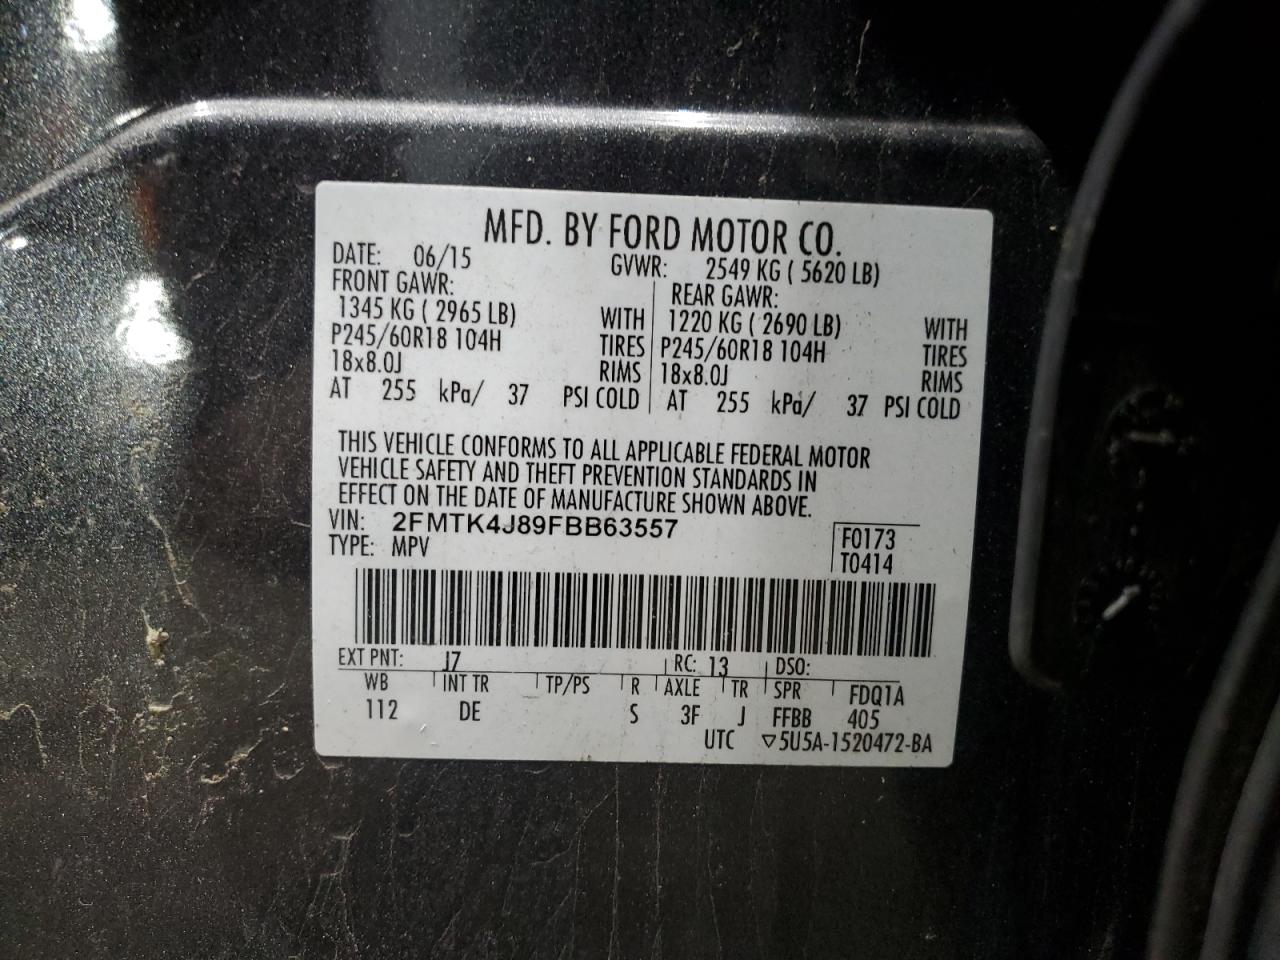 MFD. BY FORD MOTOR CO.
DATE: 06/15 GVWR: 2549 KG ( 5620 LB)
FRONT GAWR: REAR GAWR:
1345 KG ( 2965 LB) WITH 1220 KG ( 2690 LB) WITH
P245/60R18 104H TIRES P245/60R18 104H TIRES
18x8.0J RIMS 18x8.0J RIMS
AT 255 kPa/ 37 PSI COLD AT 255 kPa/ 37 PSI COLD
THIS VEHICLE CONFORMS TO ALL APPLICABLE FEDERAL MOTOR
VEHICLE SAFETY AND THEFT PREVENTION STANDARDS IN
EFFECT ON THE DATE OF MANUFACTURE SHOWN ABOVE.
VIN: 2FMTK4J89FBB63557 F0173
TYPE: MPV T0414
EXT PNT: J7 RC: 13 DSO:
WB INT TR TP/PS R AXLE TR SPR FDQ1A
112 DE S 3F J FFBB 405
UTC ▽5U5A-1520472-BA